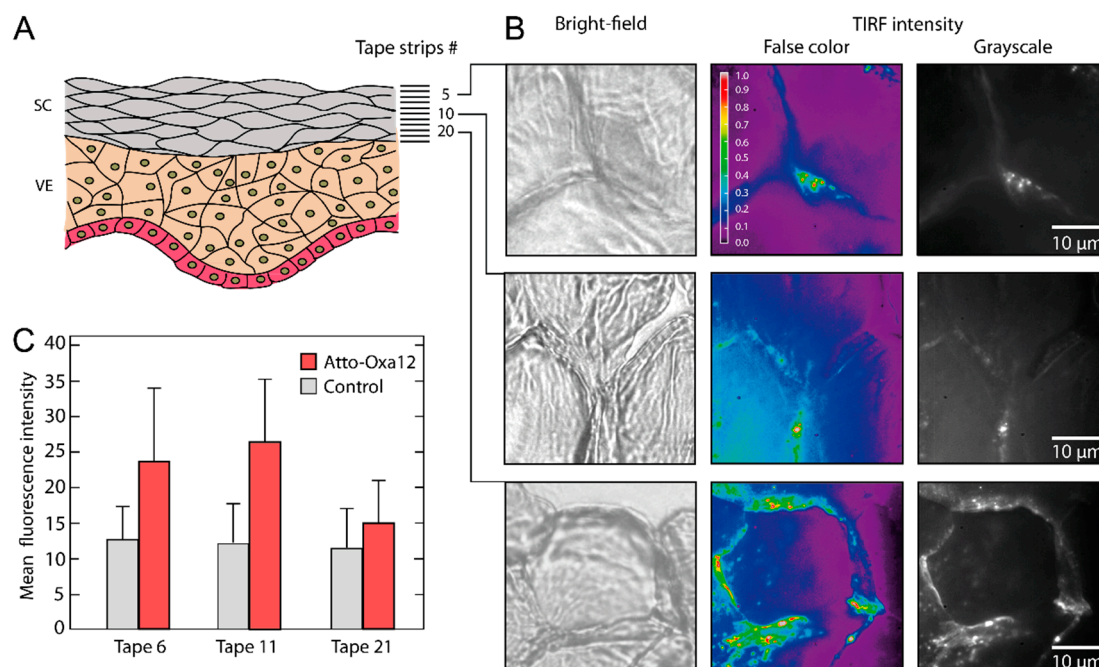 A
Tape strips #
SC
VE
5
10
20
B
Bright-field
TIRF intensity
False color
Grayscale
1.0
0.9
0.8
0.7
0.6
0.5
0.4
0.3
0.2
0.1
0.0
10 µm
10 µm
10 µm
C
Mean fluorescence intensity
40
35
30
25
20
15
10
5
0
Atto-Oxa12
Control
Tape 6
Tape 11
Tape 21